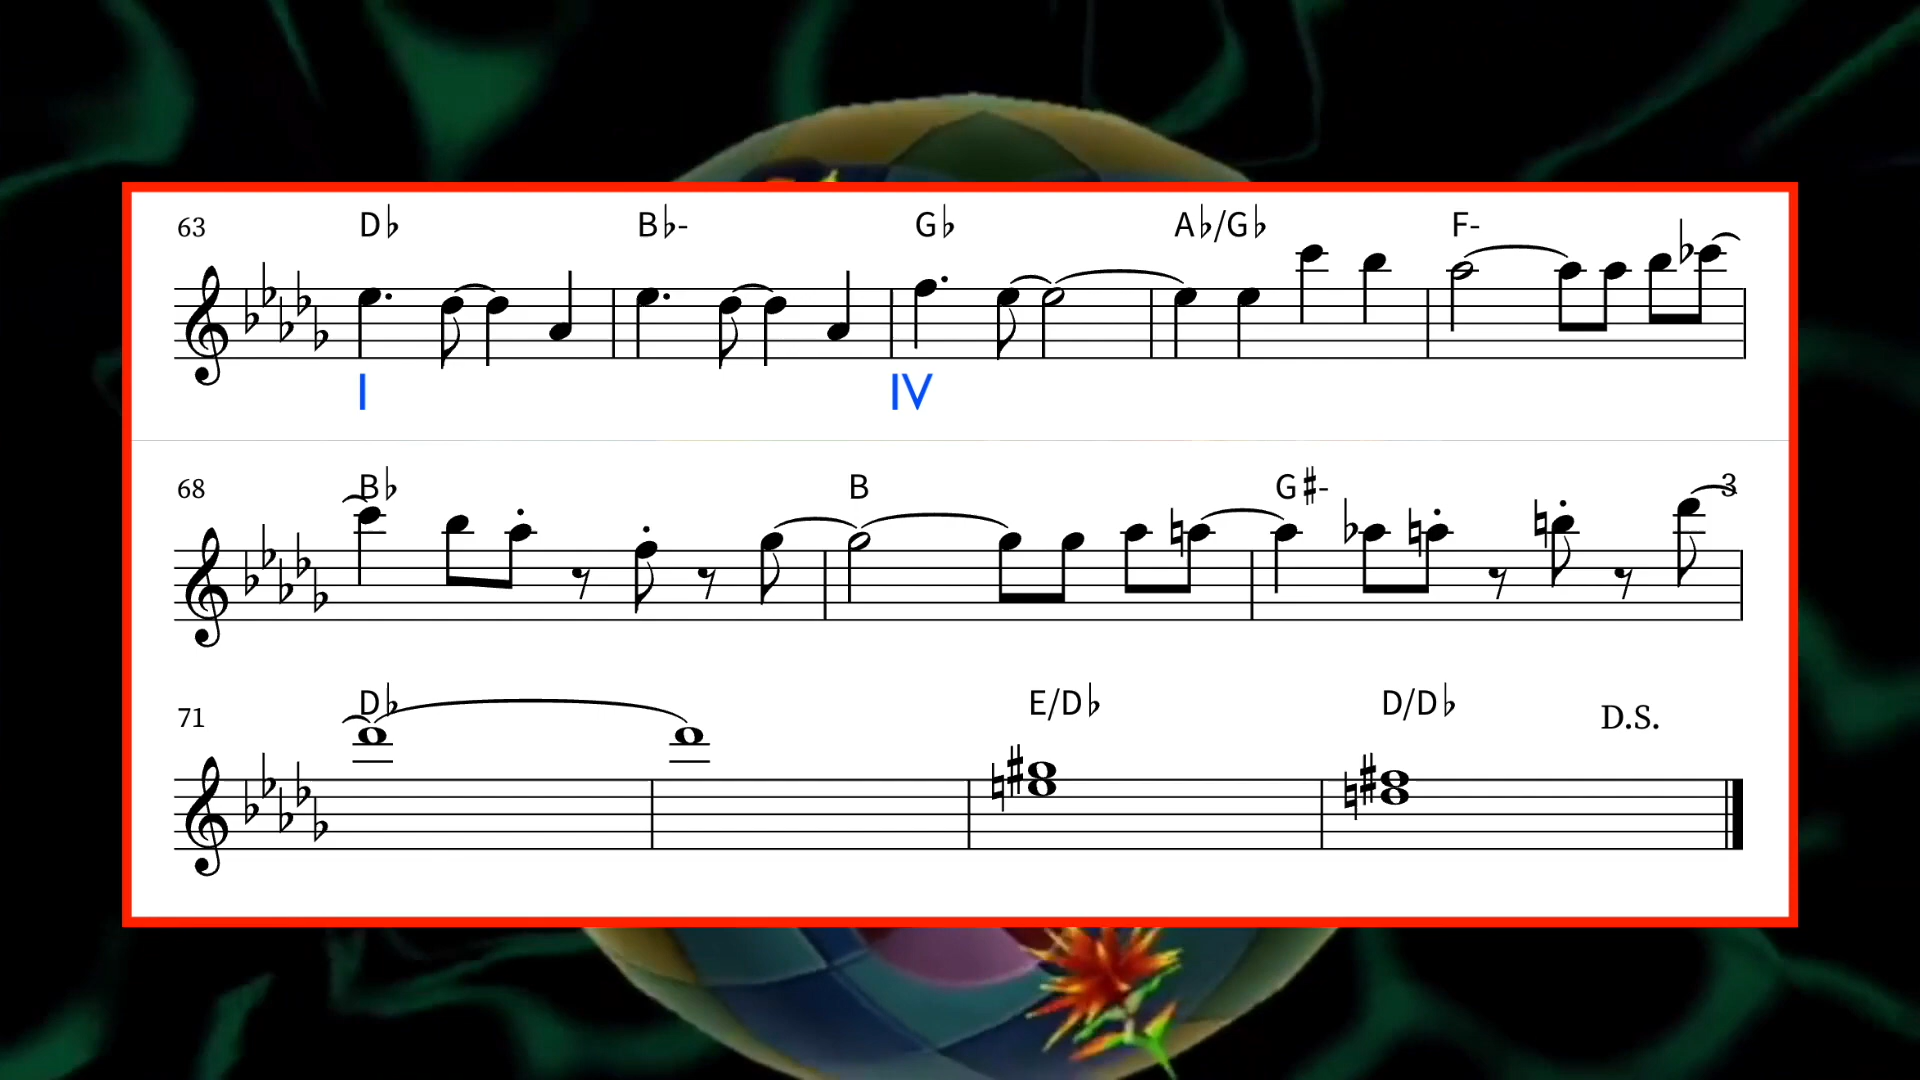 63 D♭ B♭- G♭ A♭/G♭ F-
I IV
68 B♭ B G♯- 3
71 D♭ E/D♭ D/D♭ D.S.